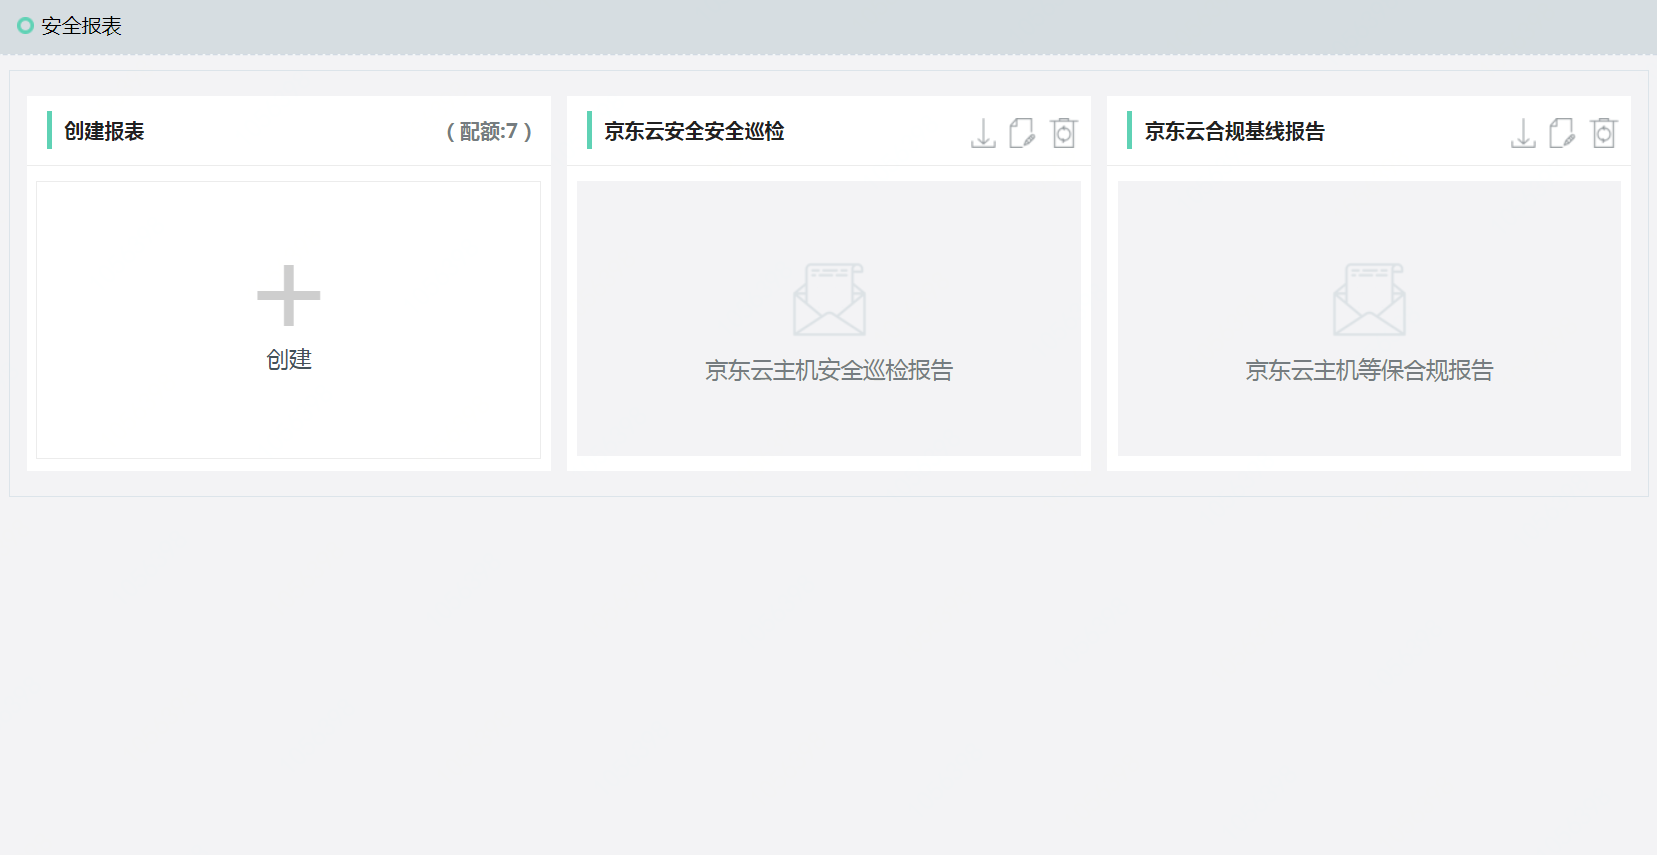 安全报表
创建报表
( 配额:7 )
创建
京东云安全安全巡检
京东云主机安全巡检报告
京东云合规基线报告
京东云主机等保合规报告